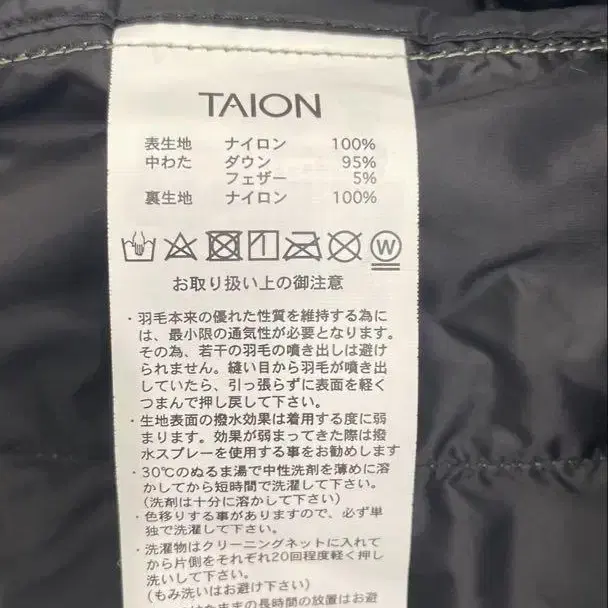 TAION
表生地 ナイロン 100%
中わた ダウン 95%
フェザー 5%
裏生地 ナイロン 100%
W
お取り扱い上の御注意
・羽毛本来の優れた性質を維持する為に
は、最小限の通気性が必要となります。
その為、若干の羽毛の噴き出しは避け
られません。縫い目から羽毛が噴き出
していたら、引っ張らずに表面を軽く
つまんで押し戻して下さい。
・生地表面の撥水効果は着用する度に弱
まります。効果が弱まってきた際は撥
水スプレーを使用する事をお勧めします
・30℃のぬるま湯で中性洗剤を薄めに溶
かしてから短時間で洗濯して下さい。
(洗剤は十分に溶かして下さい)
・色移りする事がありますので、必ず単
独で洗濯して下さい。
・洗濯物はクリーニングネットに入れて
から片側をそれぞれ20回程度軽く押し
洗いして下さい。
(もみ洗いはお避け下さい)
たままの長時間の放置はお避